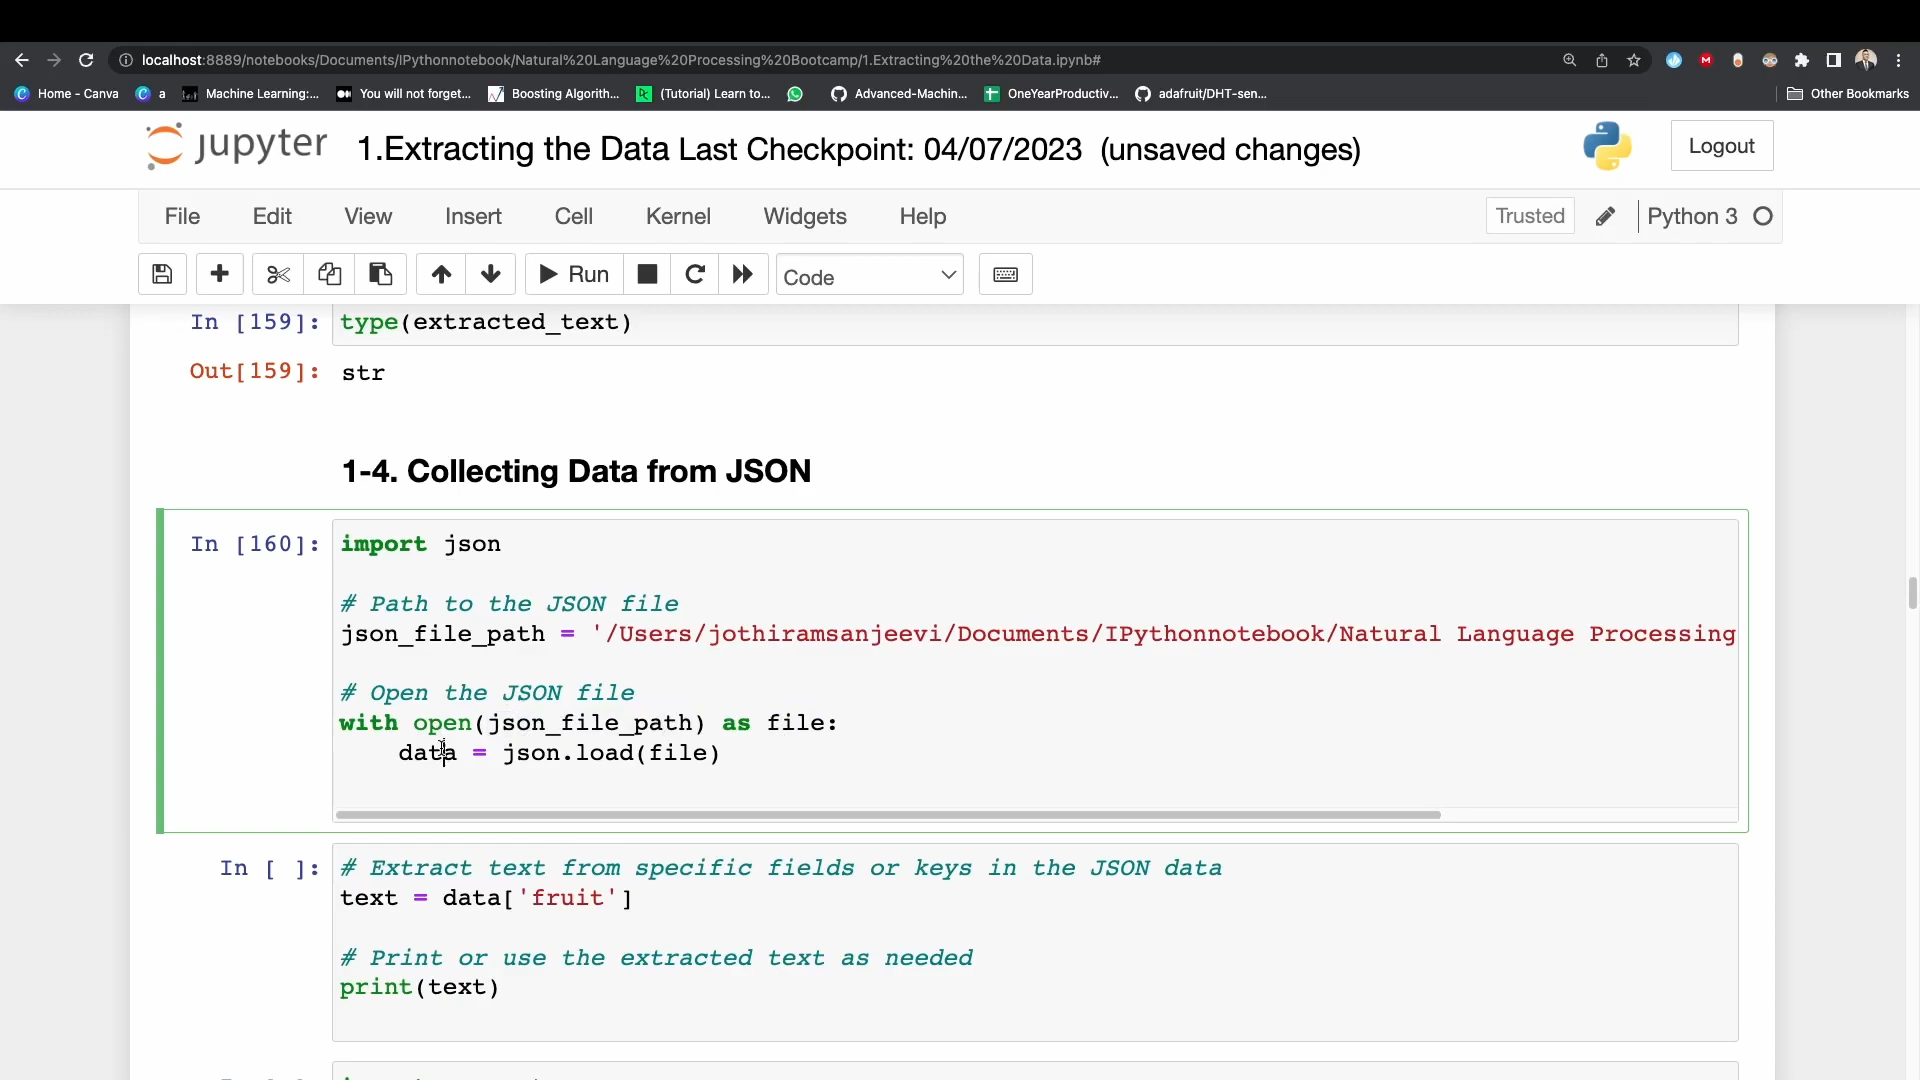 localhost:8889/notebooks/Documents/IPythonnotebook/Natural%20Language%20Processing%20Bootcamp/1.Extracting%20the%20Data.ipynb#
Home - Canva a Machine Learning:... You will not forget... Boosting Algorith... (Tutorial) Learn to... Advanced-Machin... OneYearProductiv... adafruit/DHT-sen... Other Bookmarks
jupyter 1.Extracting the Data Last Checkpoint: 04/07/2023 (unsaved changes) Logout
File Edit View Insert Cell Kernel Widgets Help Trusted Python 3
Run Code
In [159]: type(extracted_text)
Out[159]: str
1-4. Collecting Data from JSON
In [160]: import json
# Path to the JSON file
json_file_path = '/Users/jothiramsanjeevi/Documents/IPythonnotebook/Natural Language Processing
# Open the JSON file
with open(json_file_path) as file:
    data = json.load(file)
In [ ]: # Extract text from specific fields or keys in the JSON data
text = data['fruit']
# Print or use the extracted text as needed
print(text)